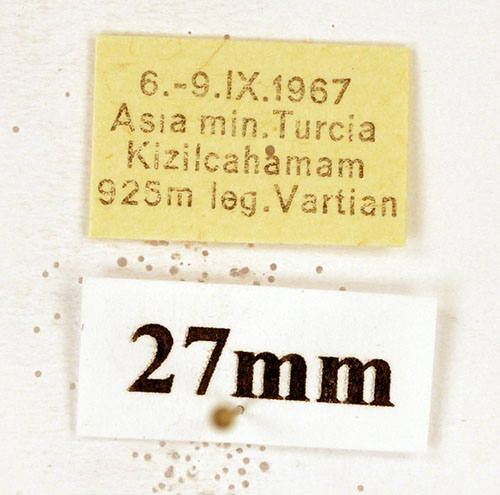 6.-9.IX.1967
Asia min.Turcia
Kizilcahamam
925m leg.Vartian
27mm